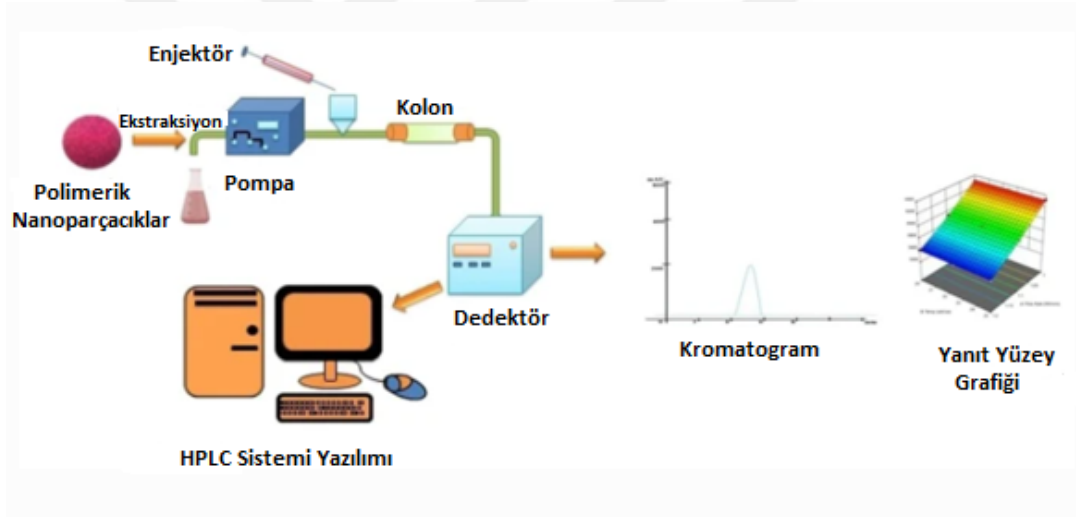 Enjektör
Ekstraksiyon
Kolon
Polimerik
Nanoparçacıklar
Pompa
Dedektör
Kromatogram
Yanıt Yüzey
Grafiği
HPLC Sistemi Yazılımı